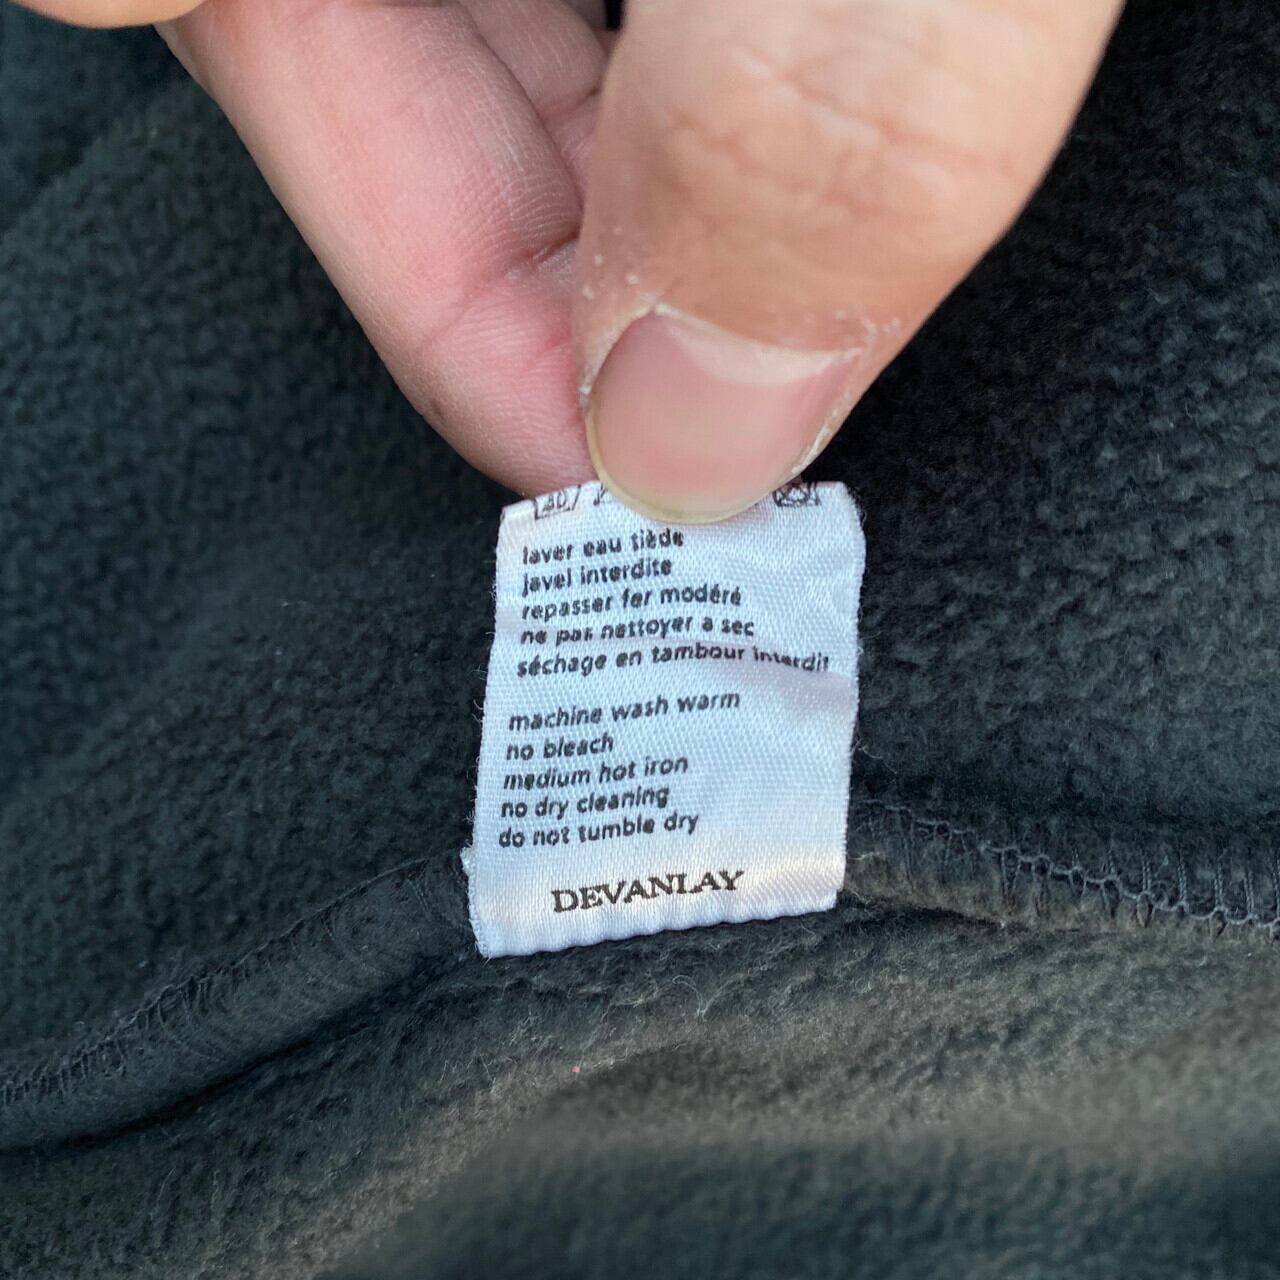 laver eau tiède
javel interdite
repasser fer modéré
ne pas nettoyer a sec
séchage en tambour interdit
machine wash warm
no bleach
medium hot iron
no dry cleaning
do not tumble dry
DEVANLAY